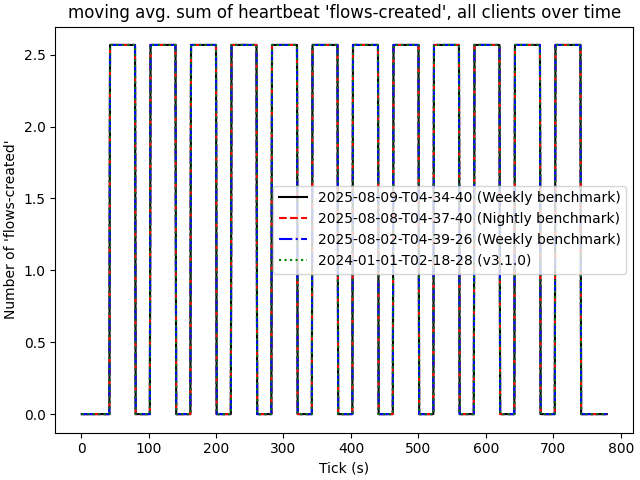 moving avg. sum of heartbeat 'flows-created', all clients over time
Number of 'flows-created'
2.5
2.0
1.5
1.0
0.5
0.0
2025-08-09-T04-34-40 (Weekly benchmark)
2025-08-08-T04-37-40 (Nightly benchmark)
2025-08-02-T04-39-26 (Weekly benchmark)
2024-01-01-T02-18-28 (v3.1.0)
0 100 200 300 400 500 600 700 800
Tick (s)